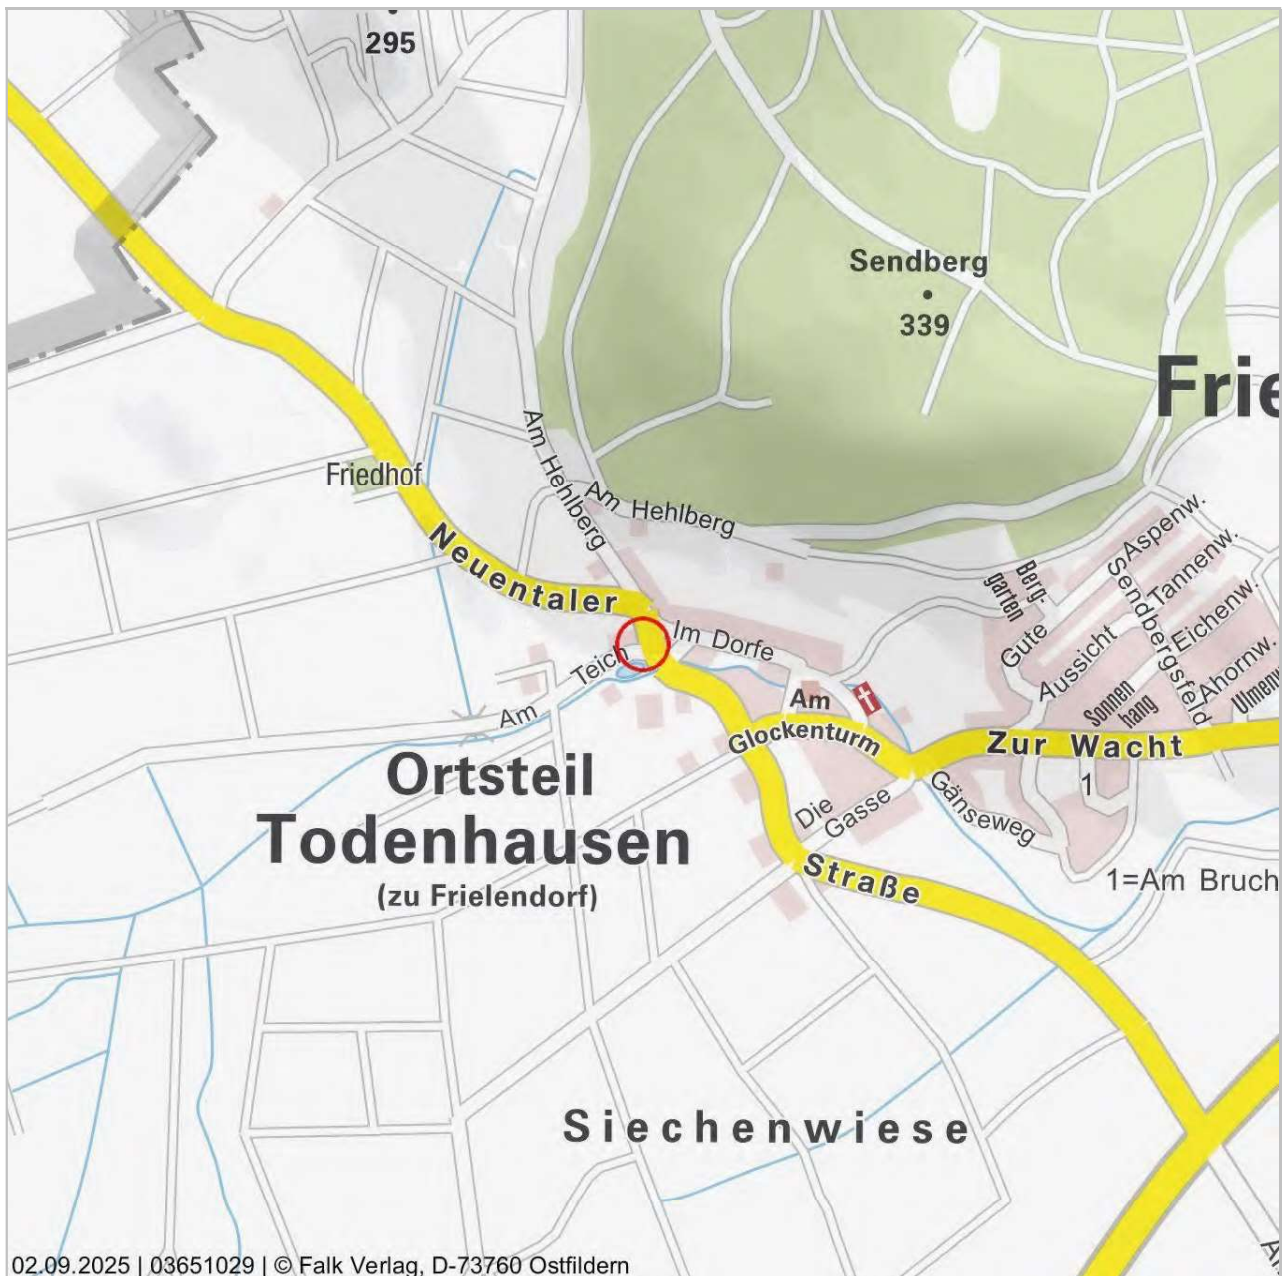 295
Sendberg
339
Frie
Am Hehlberg
Am Hehlberg
Friedhof
Neuentaler
Im Dorfe
Am Teich
Berg-
garten
Gute
Aussicht
Aspenw.
Tannenw.
Sendbergsfeld
Eichenw.
Ahornw.
Ulmenw
Sonnen
hang
Am
Glockenturm
Zur Wacht
1
Die
Gasse
Gänseweg
Ortsteil
Todenhausen
(zu Frielendorf)
Straße
1=Am Bruch
Siechenwiese
02.09.2025 | 03651029 | © Falk Verlag, D-73760 Ostfildern